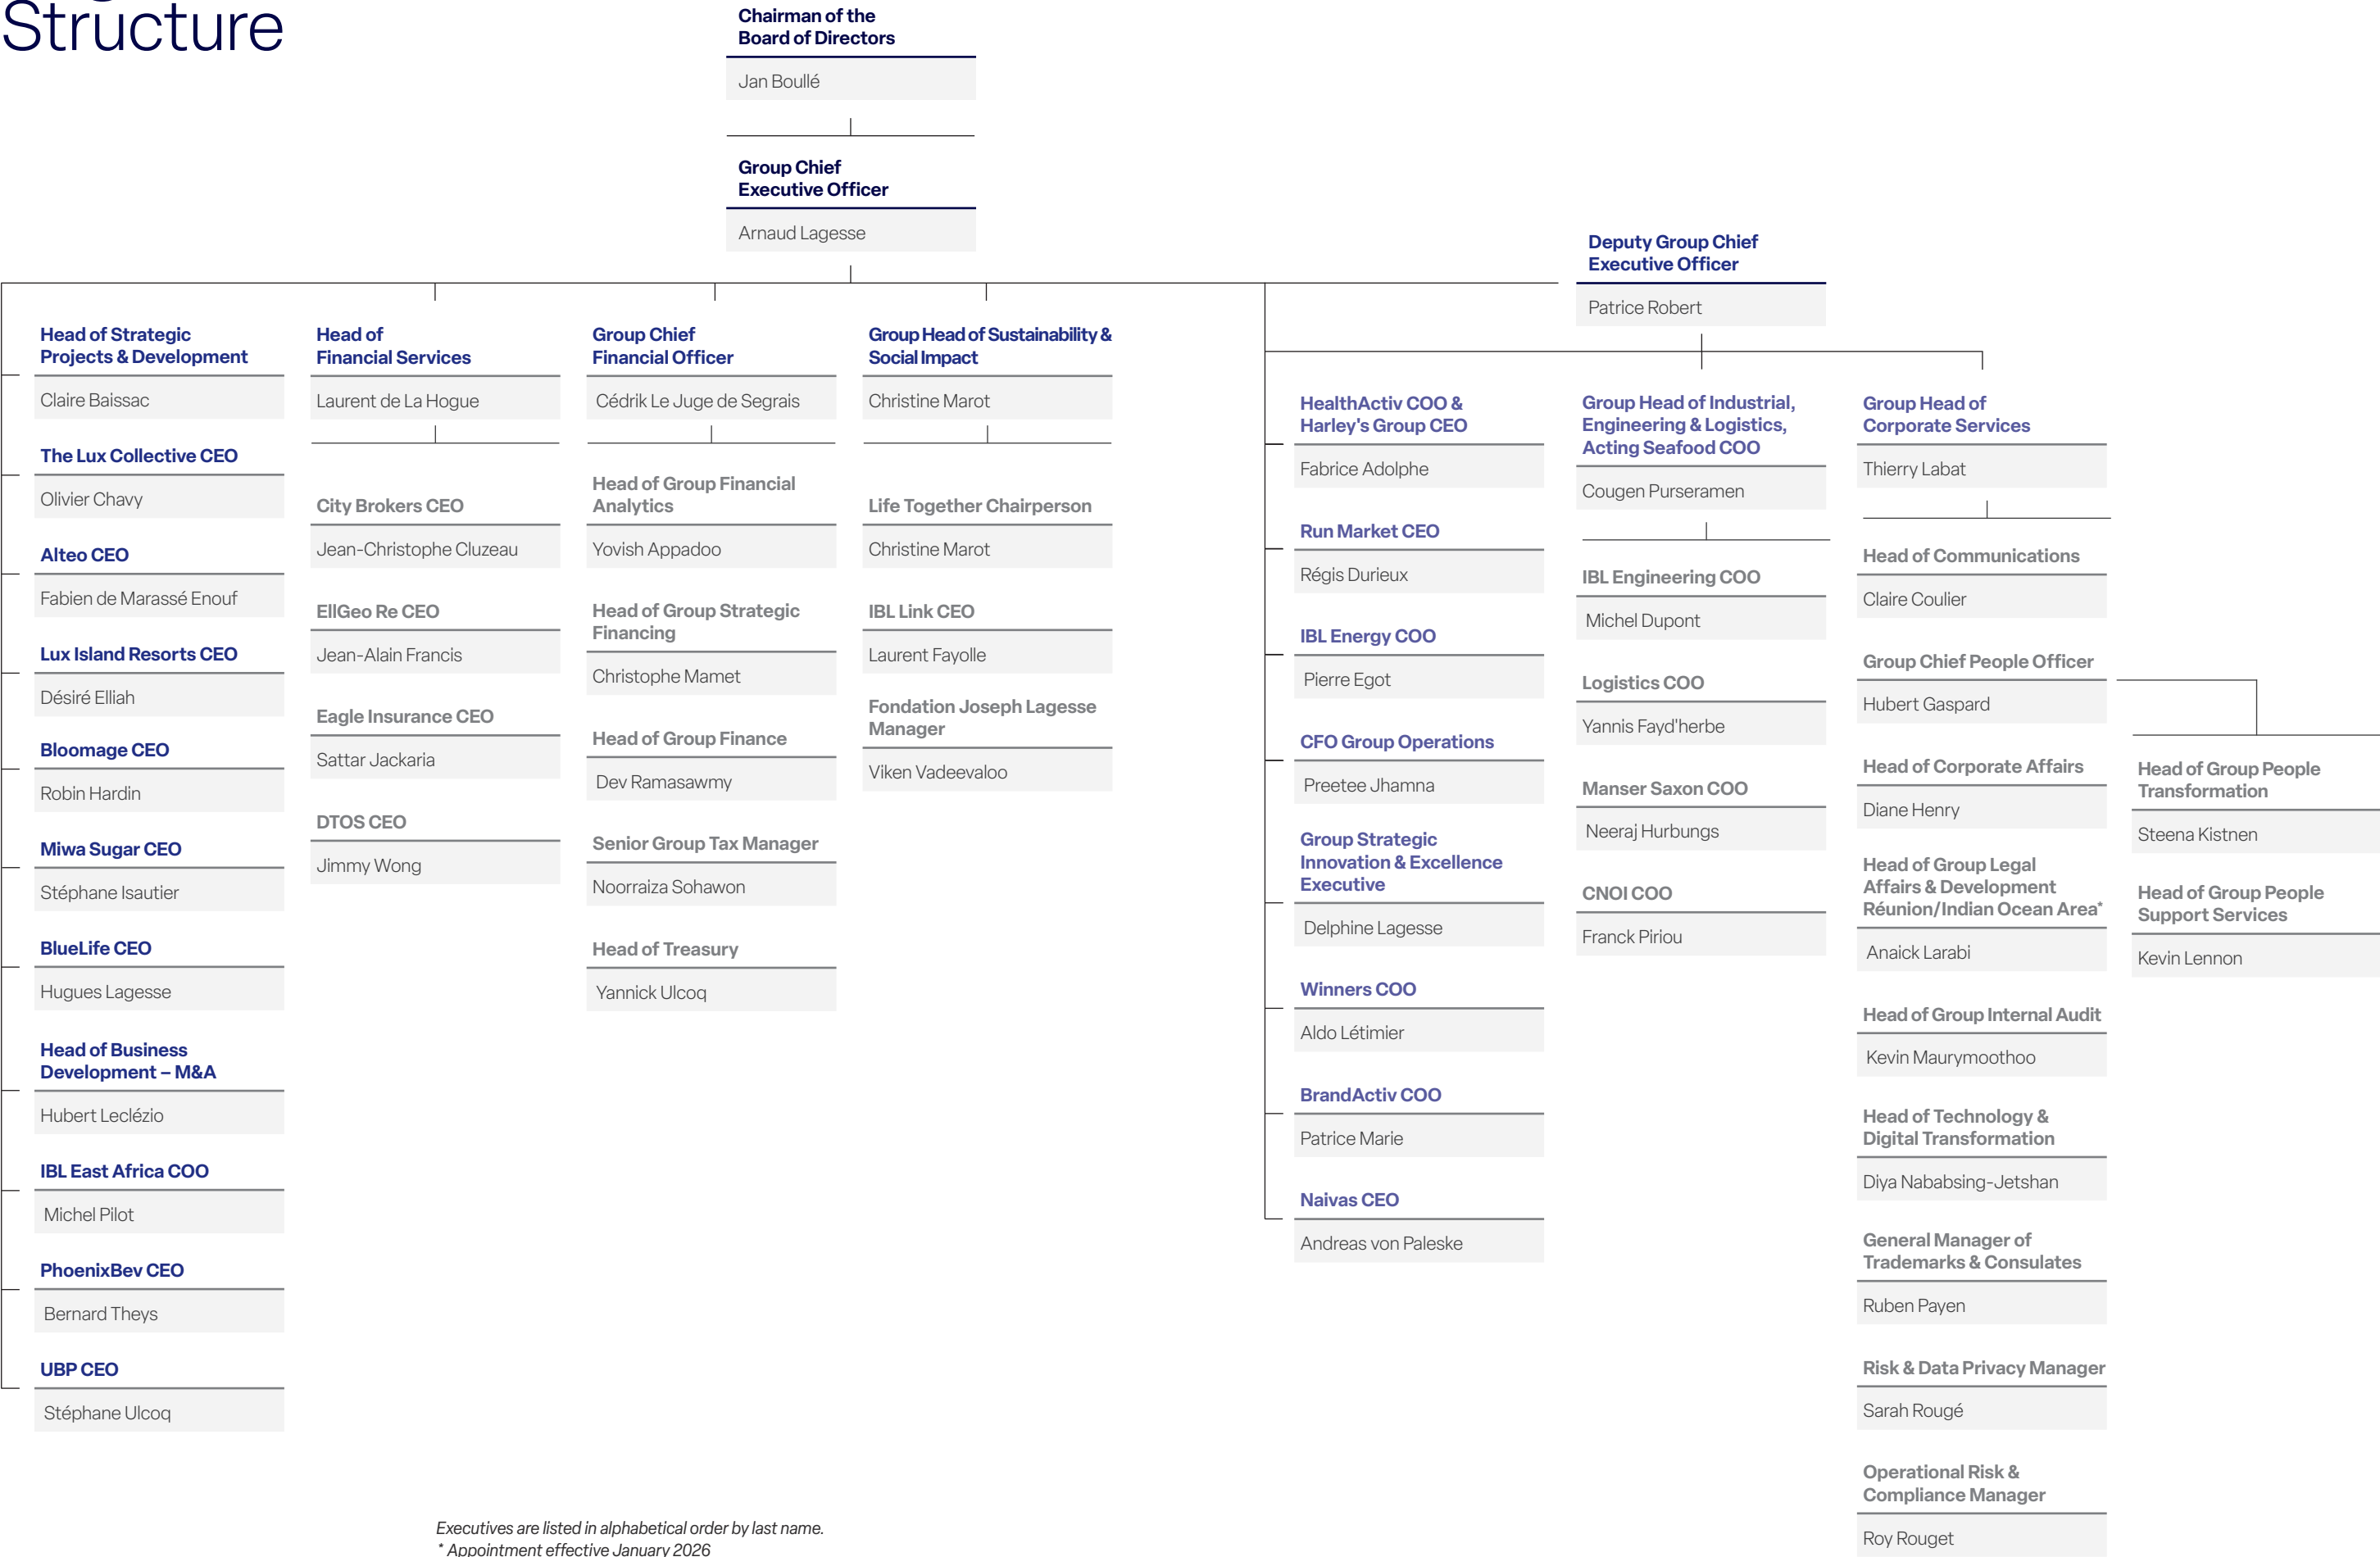 Structure
Chairman of the
Board of Directors
Jan Boullé
Group Chief
Executive Officer
Arnaud Lagesse
Deputy Group Chief
Executive Officer
Patrice Robert
Head of Strategic
Projects & Development
Claire Baissac
The Lux Collective CEO
Olivier Chavy
Alteo CEO
Fabien de Marassé Enouf
Lux Island Resorts CEO
Désiré Elliah
Bloomage CEO
Robin Hardin
Miwa Sugar CEO
Stéphane Isautier
BlueLife CEO
Hugues Lagesse
Head of Business
Development – M&A
Hubert Leclézio
IBL East Africa COO
Michel Pilot
PhoenixBev CEO
Bernard Theys
UBP CEO
Stéphane Ulcoq
Head of
Financial Services
Laurent de La Hogue
City Brokers CEO
Jean-Christophe Cluzeau
EllGeo Re CEO
Jean-Alain Francis
Eagle Insurance CEO
Sattar Jackaria
DTOS CEO
Jimmy Wong
Group Chief
Financial Officer
Cédrik Le Juge de Segrais
Head of Group Financial
Analytics
Yovish Appadoo
Head of Group Strategic
Financing
Christophe Mamet
Head of Group Finance
Dev Ramasawmy
Senior Group Tax Manager
Noorraiza Sohawon
Head of Treasury
Yannick Ulcoq
Group Head of Sustainability &
Social Impact
Christine Marot
Life Together Chairperson
Christine Marot
IBL Link CEO
Laurent Fayolle
Fondation Joseph Lagesse
Manager
Viken Vadeevaloo
HealthActiv COO &
Harley's Group CEO
Fabrice Adolphe
Run Market CEO
Régis Durieux
IBL Energy COO
Pierre Egot
CFO Group Operations
Preetee Jhamna
Group Strategic
Innovation & Excellence
Executive
Delphine Lagesse
Winners COO
Aldo Létimier
BrandActiv COO
Patrice Marie
Naivas CEO
Andreas von Paleske
Group Head of Industrial,
Engineering & Logistics,
Acting Seafood COO
Cougen Purseramen
IBL Engineering COO
Michel Dupont
Logistics COO
Yannis Fayd'herbe
Manser Saxon COO
Neeraj Hurbungs
CNOI COO
Franck Piriou
Group Head of
Corporate Services
Thierry Labat
Head of Communications
Claire Coulier
Group Chief People Officer
Hubert Gaspard
Head of Corporate Affairs
Diane Henry
Head of Group Legal
Affairs & Development
Réunion/Indian Ocean Area*
Anaick Larabi
Head of Group Internal Audit
Kevin Maurymoothoo
Head of Technology &
Digital Transformation
Diya Nababsing-Jetshan
General Manager of
Trademarks & Consulates
Ruben Payen
Risk & Data Privacy Manager
Sarah Rougé
Operational Risk &
Compliance Manager
Roy Rouget
Head of Group People
Transformation
Steena Kistnen
Head of Group People
Support Services
Kevin Lennon
Executives are listed in alphabetical order by last name.
* Appointment effective January 2026